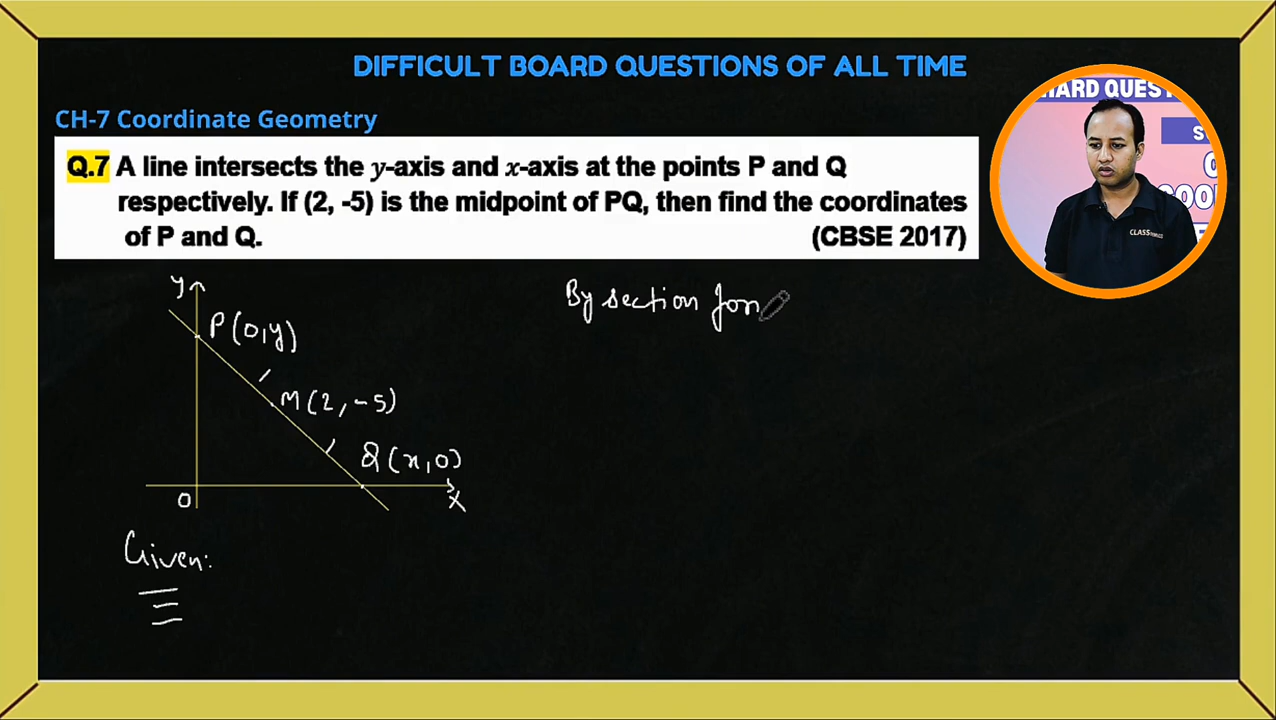 DIFFICULT BOARD QUESTIONS OF ALL TIME
CH-7 Coordinate Geometry
HARD QUEST
Q.7 A line intersects the y-axis and x-axis at the points P and Q
respectively. If (2, -5) is the midpoint of PQ, then find the coordinates
of P and Q. (CBSE 2017)
y
P(0,y)
M(2,-5)
Q(x,0)
0
X
Given:
By section form